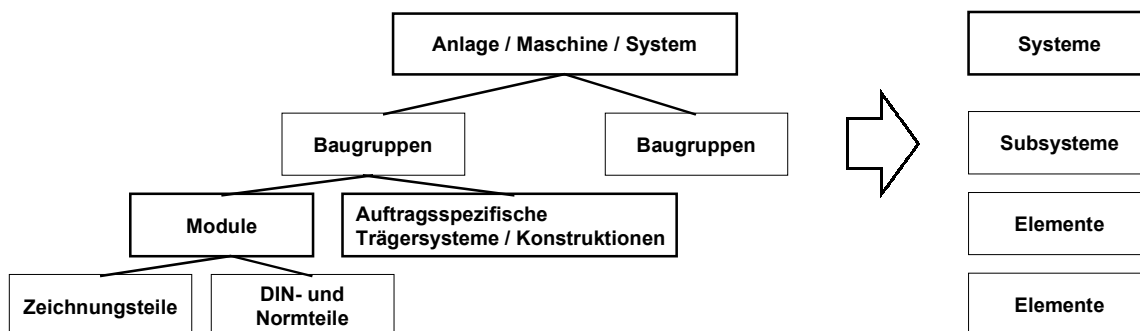 Anlage / Maschine / System
Systeme
Baugruppen
Baugruppen
Subsysteme
Module
Auftragsspezifische
Trägersysteme / Konstruktionen
Elemente
Zeichnungsteile
DIN- und
Normteile
Elemente